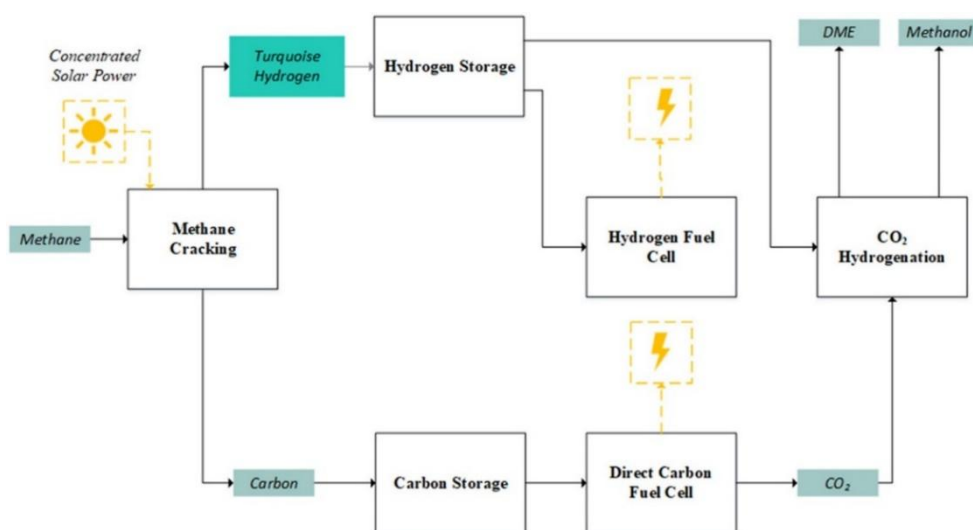 DME
Methanol
Concentrated
Solar Power
Turquoise
Hydrogen
Hydrogen Storage
Methane
Methane
Cracking
Hydrogen Fuel
Cell
CO₂
Hydrogenation
Carbon
Carbon Storage
Direct Carbon
Fuel Cell
CO₂